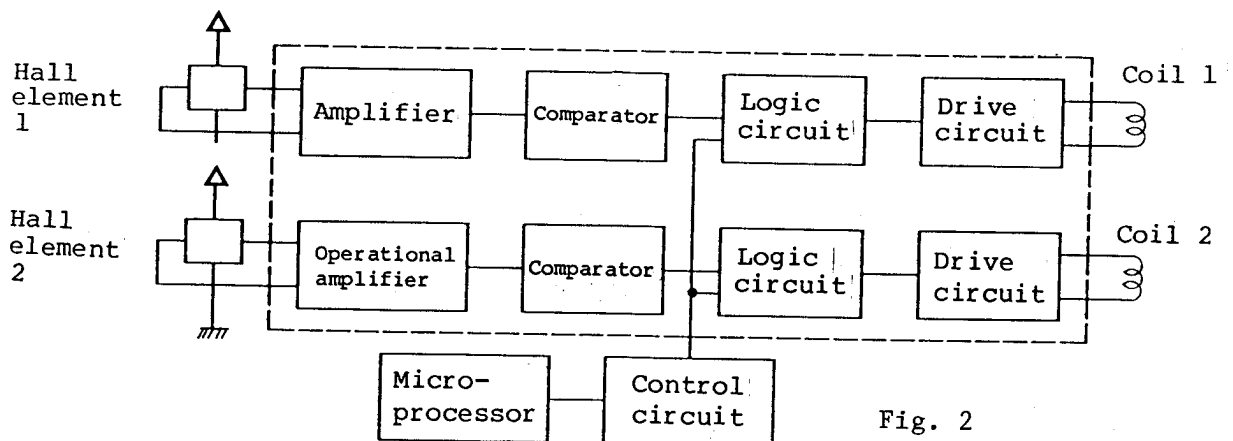 Hall
element
1
Amplifier
Comparator
Logic
circuit
Drive
circuit
Coil 1
Hall
element
2
Operational
amplifier
Comparator
Logic
circuit
Drive
circuit
Coil 2
Micro-
processor
Control
circuit
Fig. 2